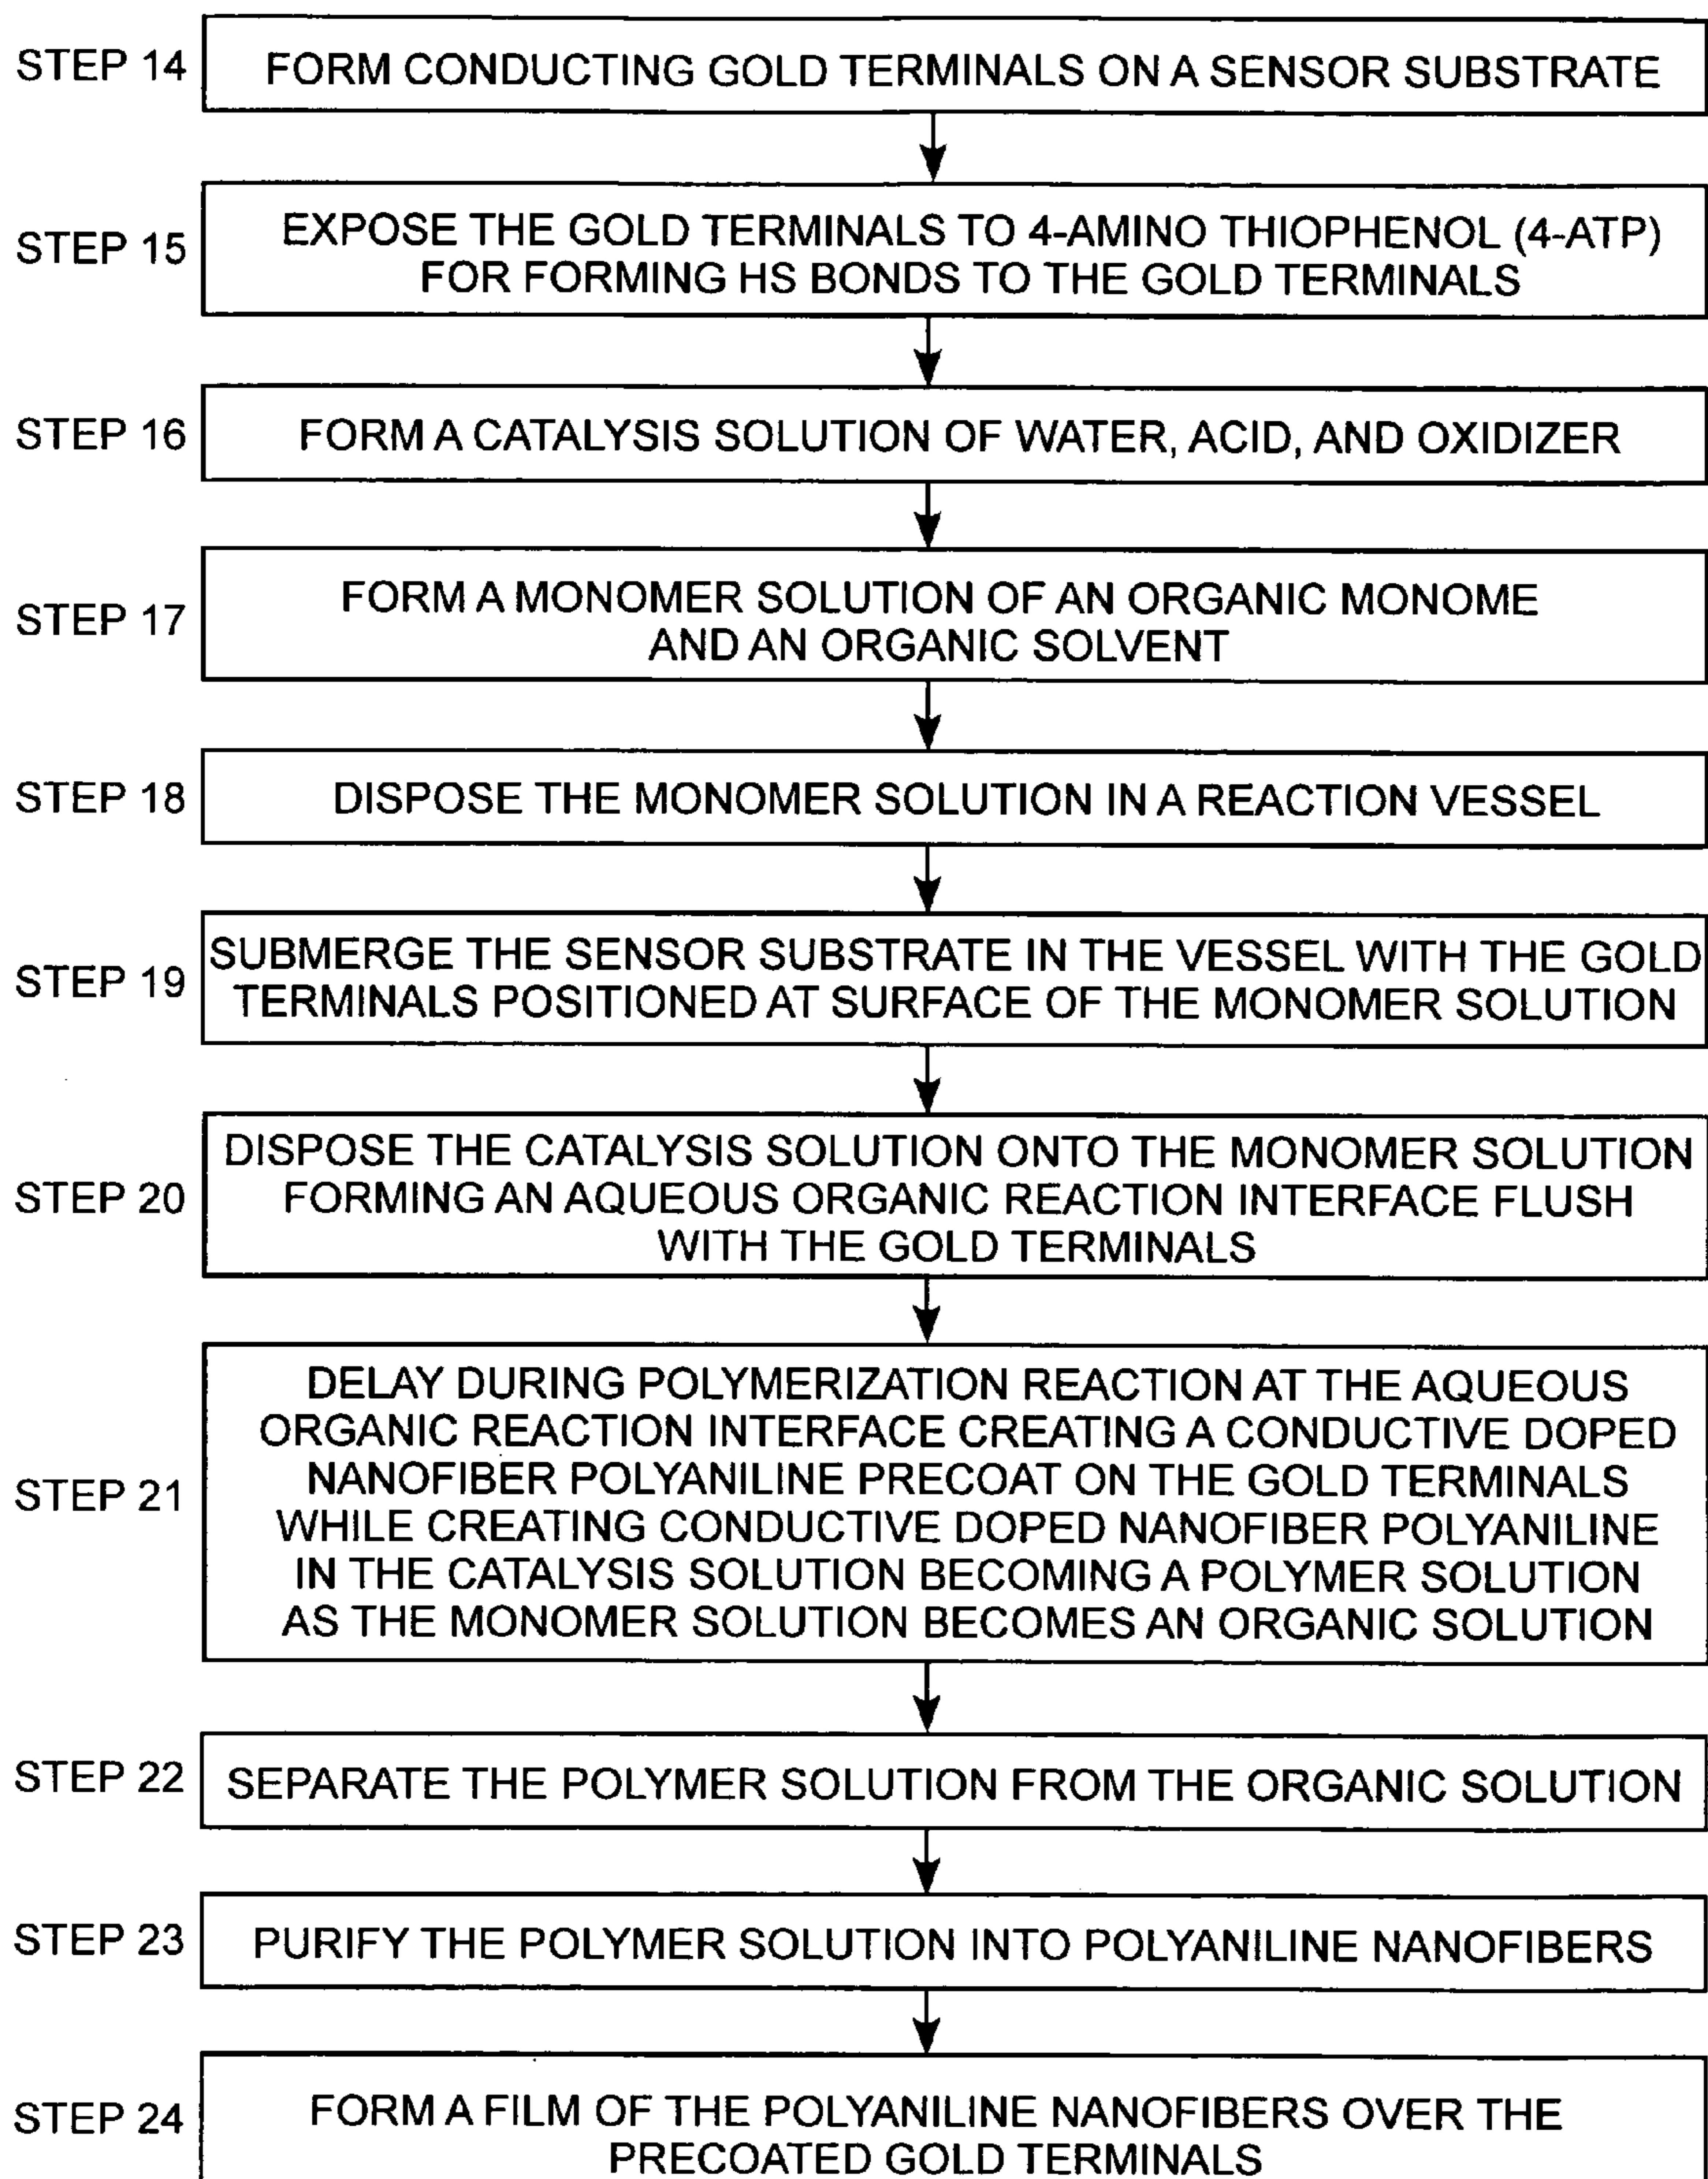 STEP 14
FORM CONDUCTING GOLD TERMINALS ON A SENSOR SUBSTRATE
STEP 15
EXPOSE THE GOLD TERMINALS TO 4-AMINO THIOPHENOL (4-ATP)
FOR FORMING HS BONDS TO THE GOLD TERMINALS
STEP 16
FORM A CATALYSIS SOLUTION OF WATER, ACID, AND OXIDIZER
STEP 17
FORM A MONOMER SOLUTION OF AN ORGANIC MONOME
AND AN ORGANIC SOLVENT
STEP 18
DISPOSE THE MONOMER SOLUTION IN A REACTION VESSEL
STEP 19
SUBMERGE THE SENSOR SUBSTRATE IN THE VESSEL WITH THE GOLD
TERMINALS POSITIONED AT SURFACE OF THE MONOMER SOLUTION
STEP 20
DISPOSE THE CATALYSIS SOLUTION ONTO THE MONOMER SOLUTION
FORMING AN AQUEOUS ORGANIC REACTION INTERFACE FLUSH
WITH THE GOLD TERMINALS
STEP 21
DELAY DURING POLYMERIZATION REACTION AT THE AQUEOUS
ORGANIC REACTION INTERFACE CREATING A CONDUCTIVE DOPED
NANOFIBER POLYANILINE PRECOAT ON THE GOLD TERMINALS
WHILE CREATING CONDUCTIVE DOPED NANOFIBER POLYANILINE
IN THE CATALYSIS SOLUTION BECOMING A POLYMER SOLUTION
AS THE MONOMER SOLUTION BECOMES AN ORGANIC SOLUTION
STEP 22
SEPARATE THE POLYMER SOLUTION FROM THE ORGANIC SOLUTION
STEP 23
PURIFY THE POLYMER SOLUTION INTO POLYANILINE NANOFIBERS
STEP 24
FORM A FILM OF THE POLYANILINE NANOFIBERS OVER THE
PRECOATED GOLD TERMINALS